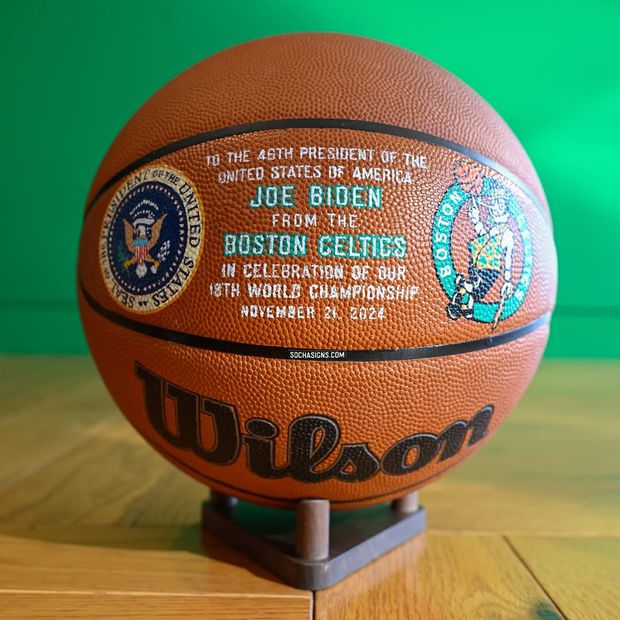 TO THE 46TH PRESIDENT OF THE
UNITED STATES OF AMERICA
JOE BIDEN
FROM THE
BOSTON CELTICS
IN CELEBRATION OF OUR
18TH WORLD CHAMPIONSHIP
NOVEMBER 21, 2024
SEAL OF THE PRESIDENT OF THE UNITED STATES
BOSTON
SOCHASIGNS.COM
Wilson